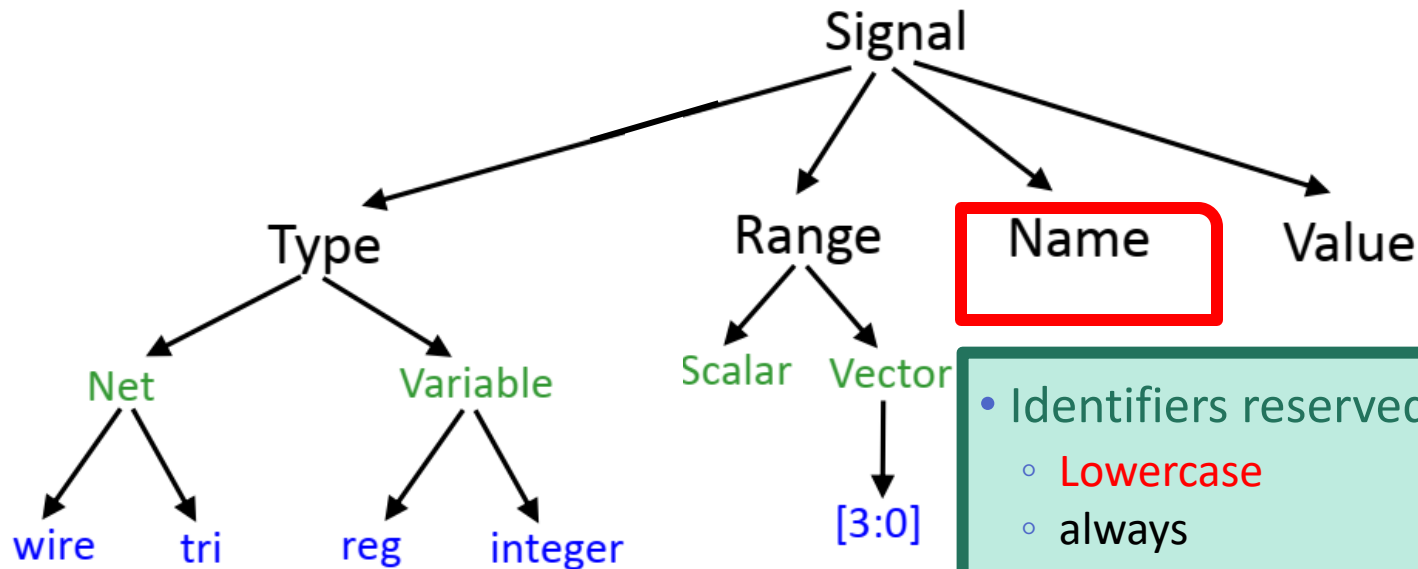 Signal
Type
Range
Name
Value
Net
Variable
Scalar
Vector
wire
tri
reg
integer
[3:0]
• Identifiers reserved
◦ Lowercase
◦ always